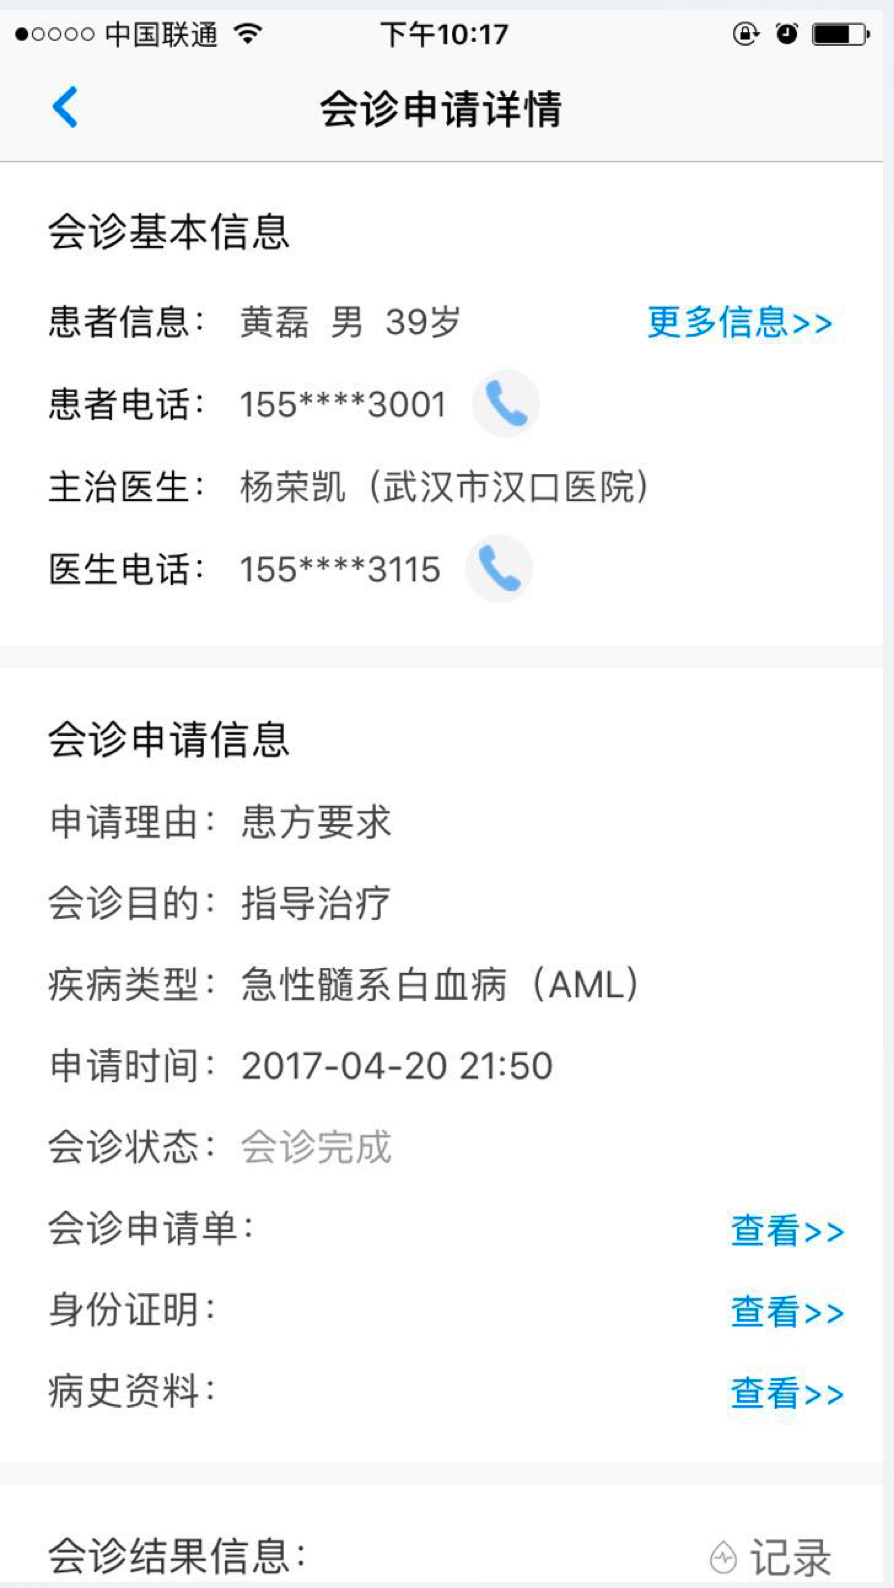 中国联通 下午10:17
会诊申请详情
会诊基本信息
患者信息： 黄磊 男 39岁 更多信息>>
患者电话： 155****3001
主治医生： 杨荣凯（武汉市汉口医院）
医生电话： 155****3115
会诊申请信息
申请理由：患方要求
会诊目的：指导治疗
疾病类型：急性髓系白血病（AML）
申请时间：2017-04-20 21:50
会诊状态：会诊完成
会诊申请单： 查看>>
身份证明： 查看>>
病史资料： 查看>>
会诊结果信息： 记录